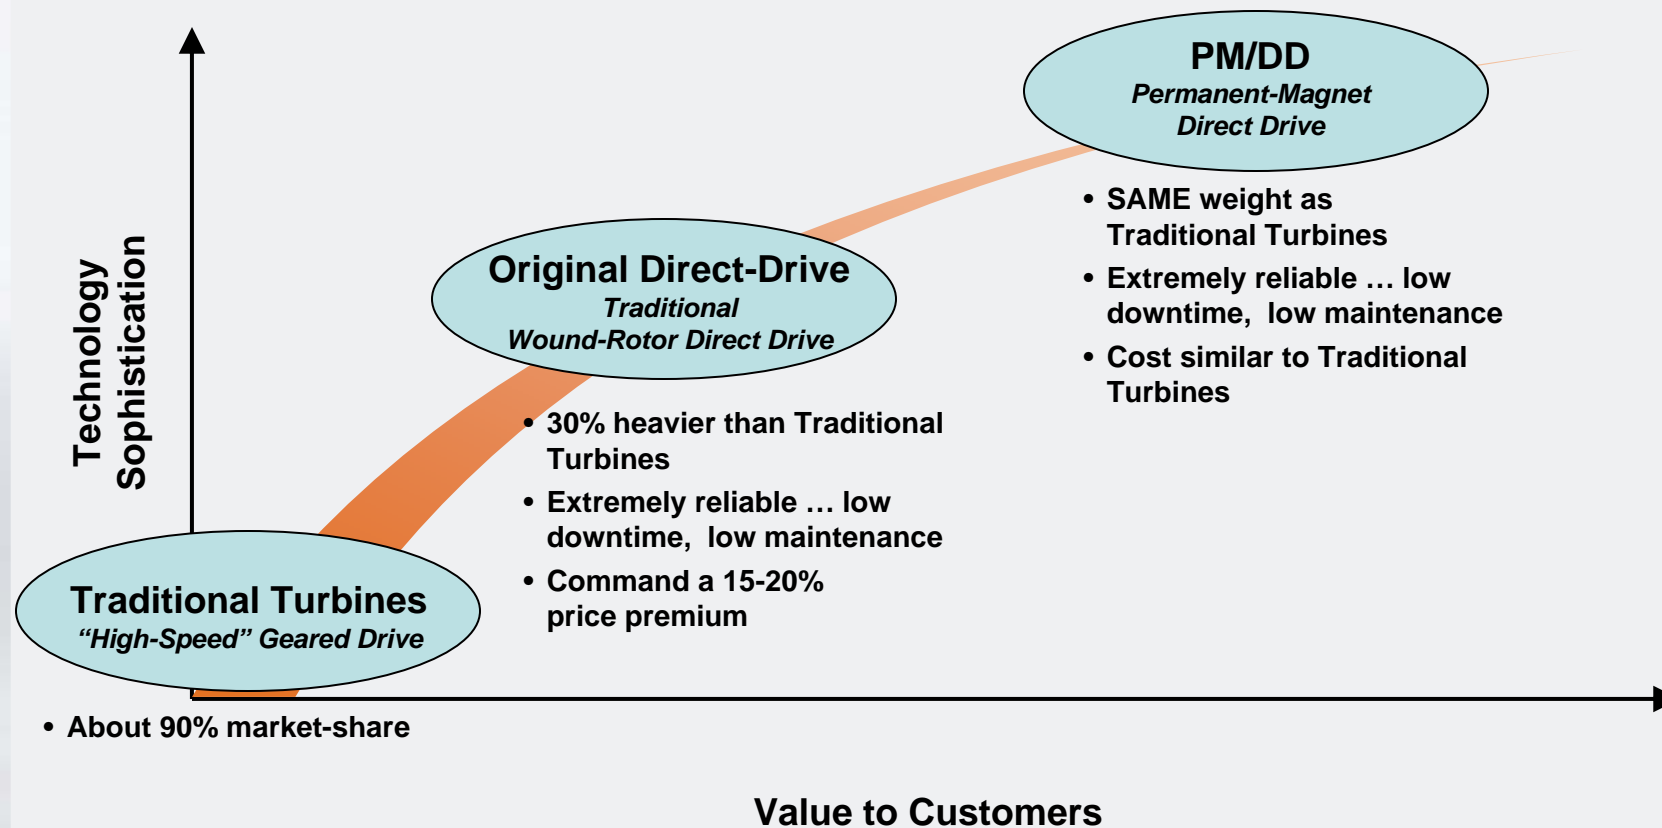 PM/DD
Permanent-Magnet
Direct Drive
• SAME weight as
Traditional Turbines
• Extremely reliable … low
downtime,  low maintenance
• Cost similar to Traditional
Turbines
Original Direct-Drive
Traditional
Wound-Rotor Direct Drive
• 30% heavier than Traditional
Turbines
• Extremely reliable … low
downtime,  low maintenance
• Command a 15-20%
price premium
Technology
Sophistication
Traditional Turbines
“High-Speed” Geared Drive
• About 90% market-share
Value to Customers